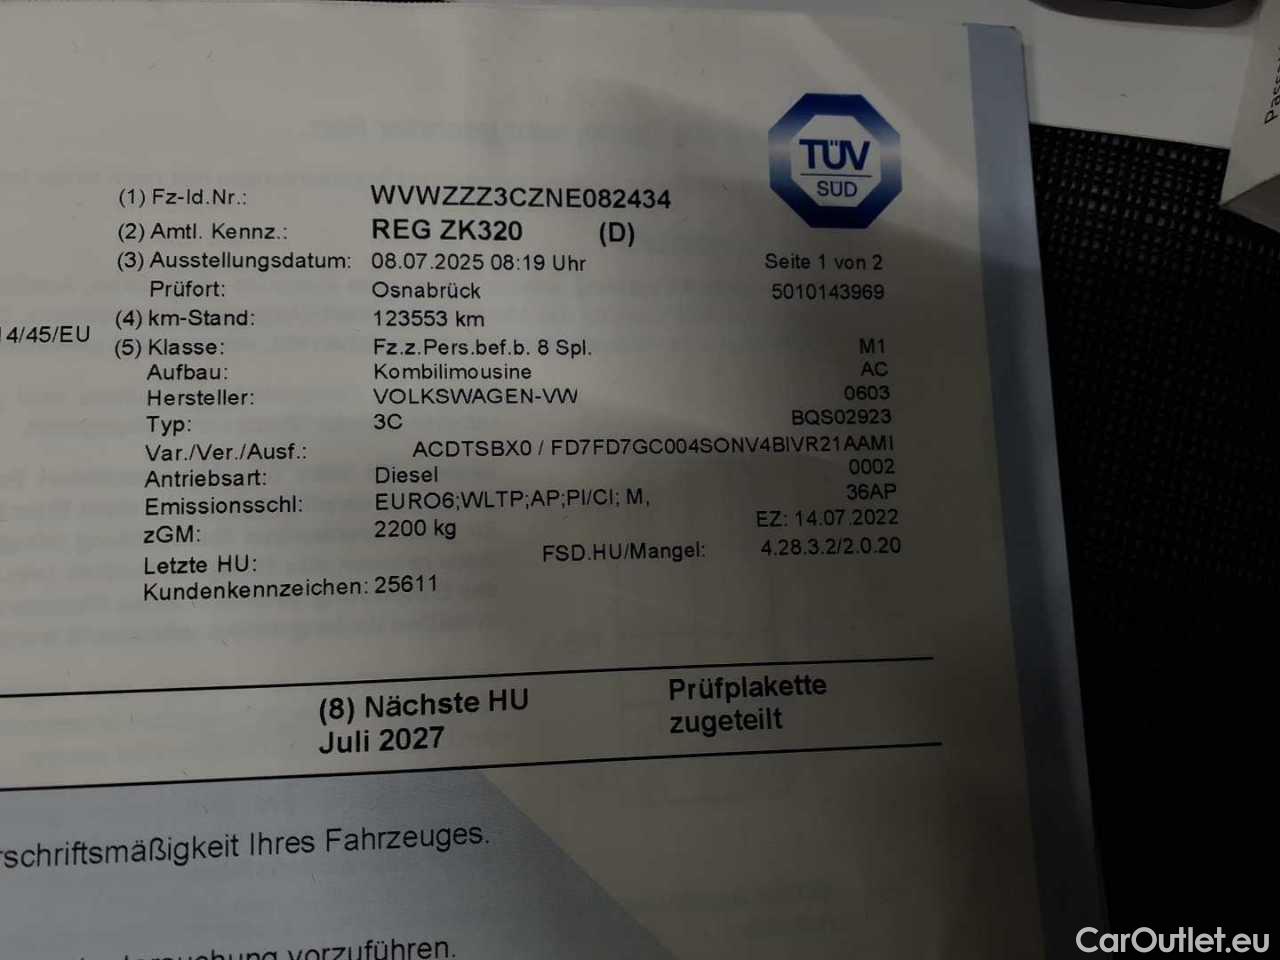 TÜV
SÜD
(1) Fz-Id.Nr.: WVWZZZ3CZNE082434
(2) Amtl. Kennz.: REG ZK320 (D)
(3) Ausstellungsdatum: 08.07.2025 08:19 Uhr Seite 1 von 2
Prüfort: Osnabrück 5010143969
14/45/EU
(4) km-Stand: 123553 km
(5) Klasse: Fz.z.Pers.bef.b. 8 Spl. M1
Aufbau: Kombilimousine AC
Hersteller: VOLKSWAGEN-VW 0603
Typ: 3C BQS02923
Var./Ver./Ausf.: ACDTSBX0 / FD7FD7GC004SONV4BIVR21AAMI
Antriebsart: Diesel 0002
Emissionsschl: EURO6;WLTP;AP;PI/CI; M, 36AP
zGM: 2200 kg EZ: 14.07.2022
Letzte HU: FSD.HU/Mangel: 4.28.3.2/2.0.20
Kundenkennzeichen: 25611
(8) Nächste HU Prüfplakette
Juli 2027 zugeteilt
rschriftsmäßigkeit Ihres Fahrzeuges.
vorzuführen.
CarOutlet.eu